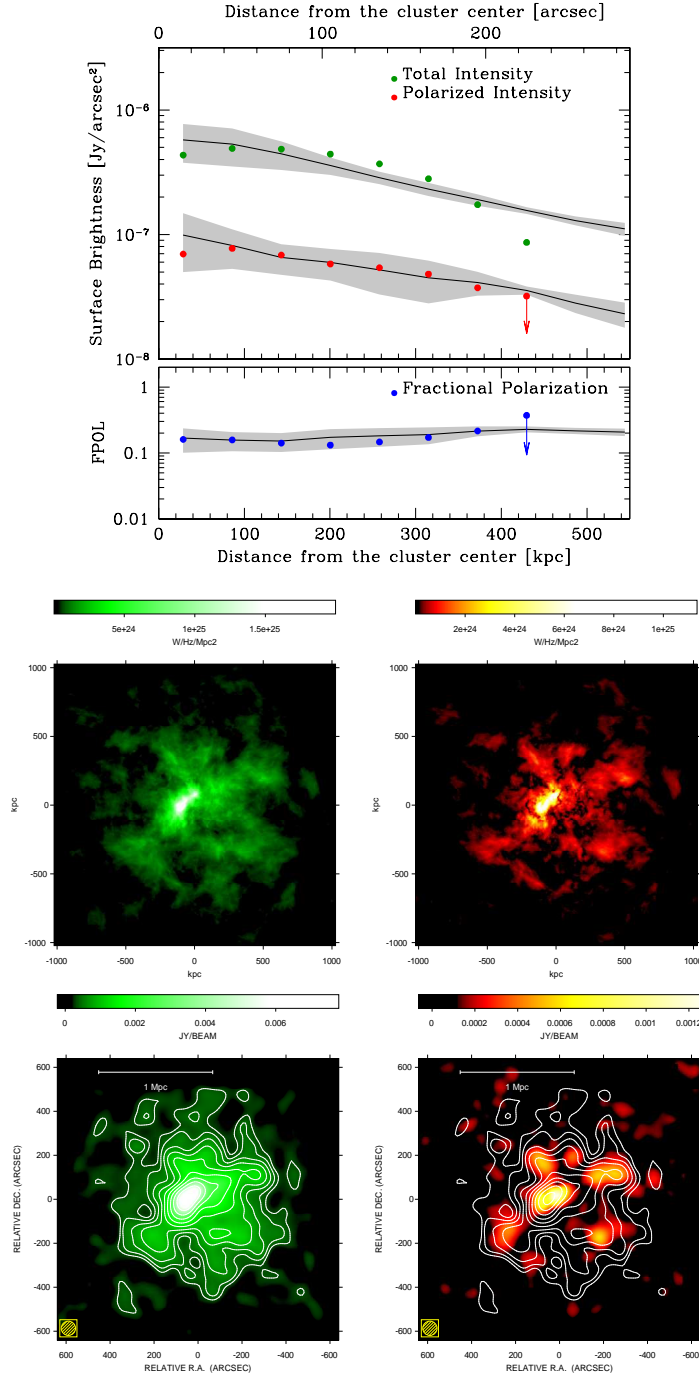 Distance from the cluster center [arcsec]
0 100 200
Surface Brightness [Jy/arcsec²]
10⁻⁶
10⁻⁷
10⁻⁸
Total Intensity
Polarized Intensity
FPOL
1
0.1
0.01
Fractional Polarization
0 100 200 300 400 500
Distance from the cluster center [kpc]
5e+24 1e+25 1.5e+25
W/Hz/Mpc2
2e+24 4e+24 6e+24 8e+24 1e+25
W/Hz/Mpc2
1000
500
0
-500
-1000
kpc
-1000 -500 0 500 1000
kpc
1000
500
0
-500
-1000
kpc
-1000 -500 0 500 1000
kpc
0 0.002 0.004 0.006
JY/BEAM
0 0.0002 0.0004 0.0006 0.0008 0.001 0.0012
JY/BEAM
1 Mpc
600
400
200
0
-200
-400
-600
RELATIVE DEC. (ARCSEC)
600 400 200 0 -200 -400 -600
RELATIVE R.A. (ARCSEC)
1 Mpc
600
400
200
0
-200
-400
-600
RELATIVE DEC. (ARCSEC)
600 400 200 0 -200 -400 -600
RELATIVE R.A. (ARCSEC)